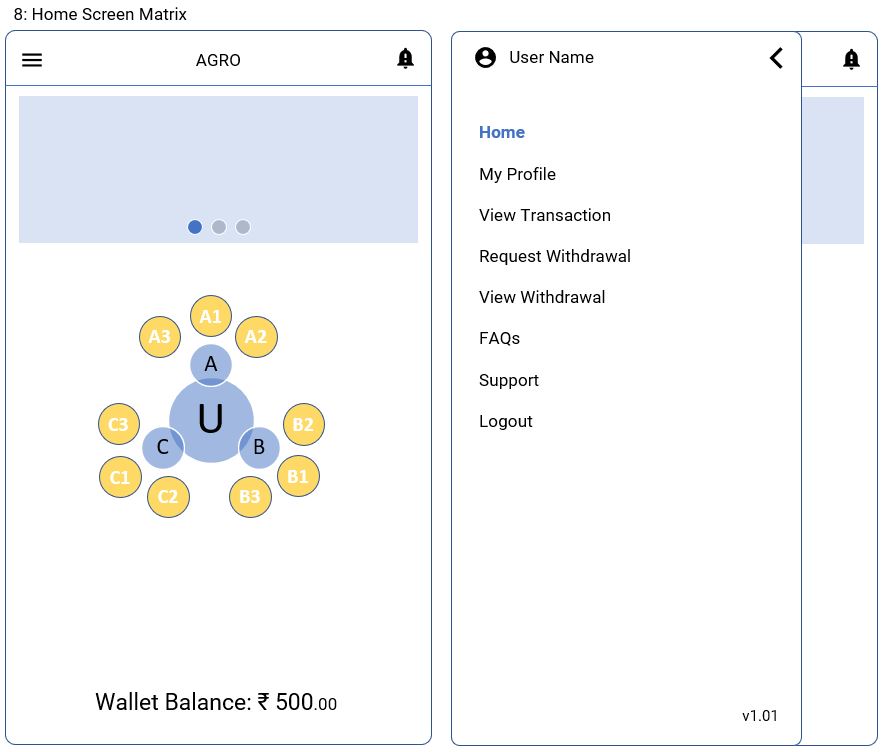 8: Home Screen Matrix
AGRO
A1
A3
A2
A
U
C3
B2
C
B
C1
B1
C2
B3
Wallet Balance: ₹ 500.00
User Name
Home
My Profile
View Transaction
Request Withdrawal
View Withdrawal
FAQs
Support
Logout
v1.01